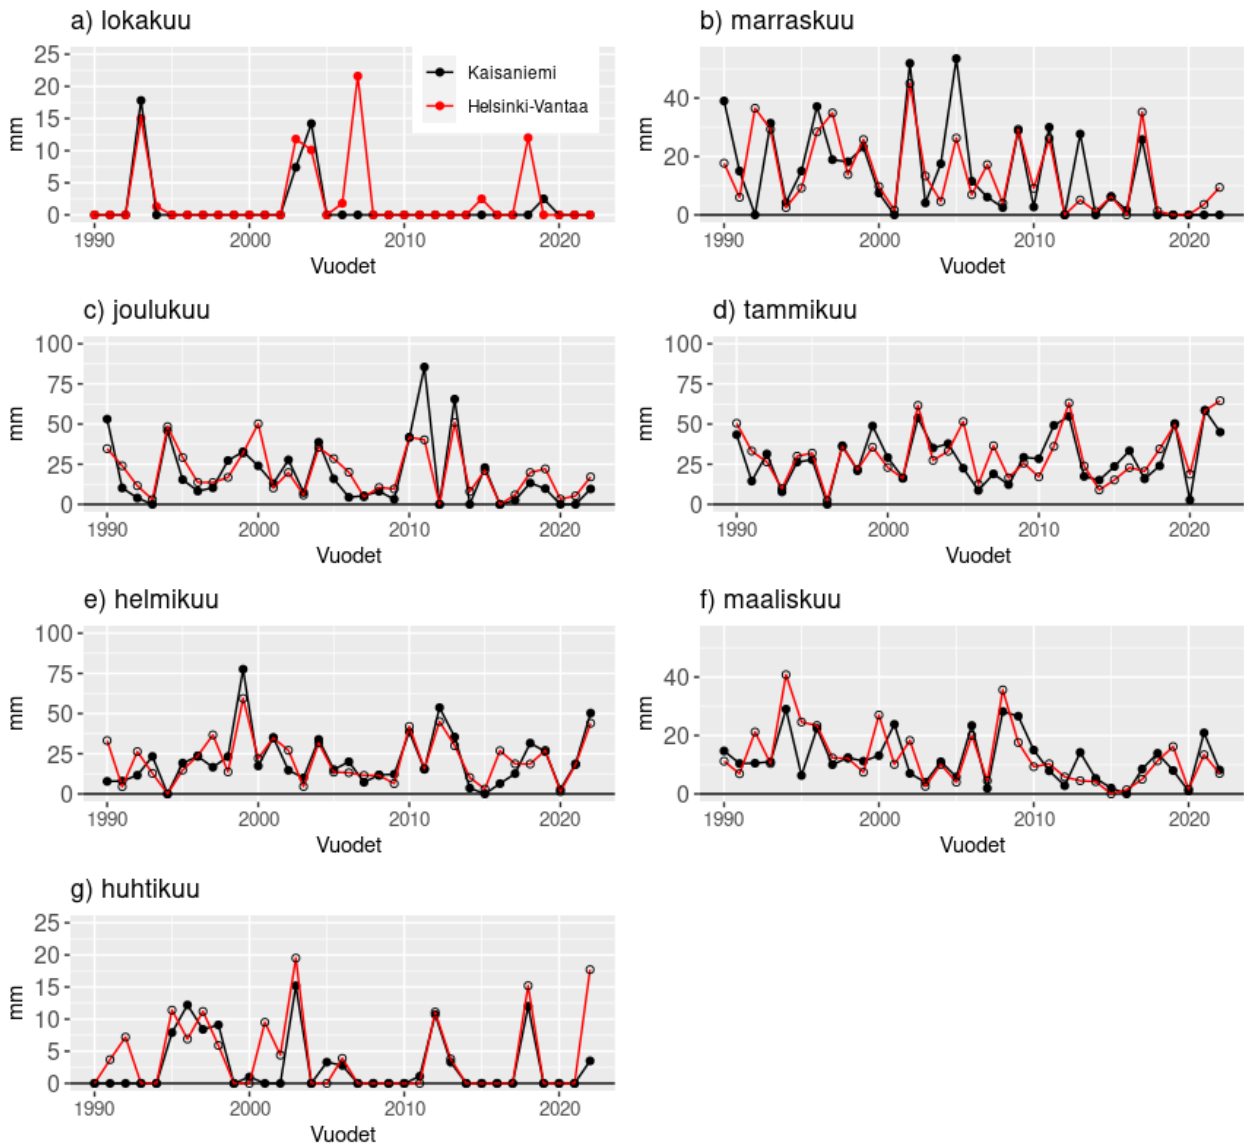 a) lokakuu
25
20
15
10
5
0
mm
Kaisaniemi
Helsinki-Vantaa
1990
2000
2010
2020
Vuodet
b) marraskuu
40
20
0
mm
1990
2000
2010
2020
Vuodet
c) joulukuu
100
75
50
25
0
mm
1990
2000
2010
2020
Vuodet
d) tammikuu
100
75
50
25
0
mm
1990
2000
2010
2020
Vuodet
e) helmikuu
100
75
50
25
0
mm
1990
2000
2010
2020
Vuodet
f) maaliskuu
40
20
0
mm
1990
2000
2010
2020
Vuodet
g) huhtikuu
25
20
15
10
5
0
mm
1990
2000
2010
2020
Vuodet